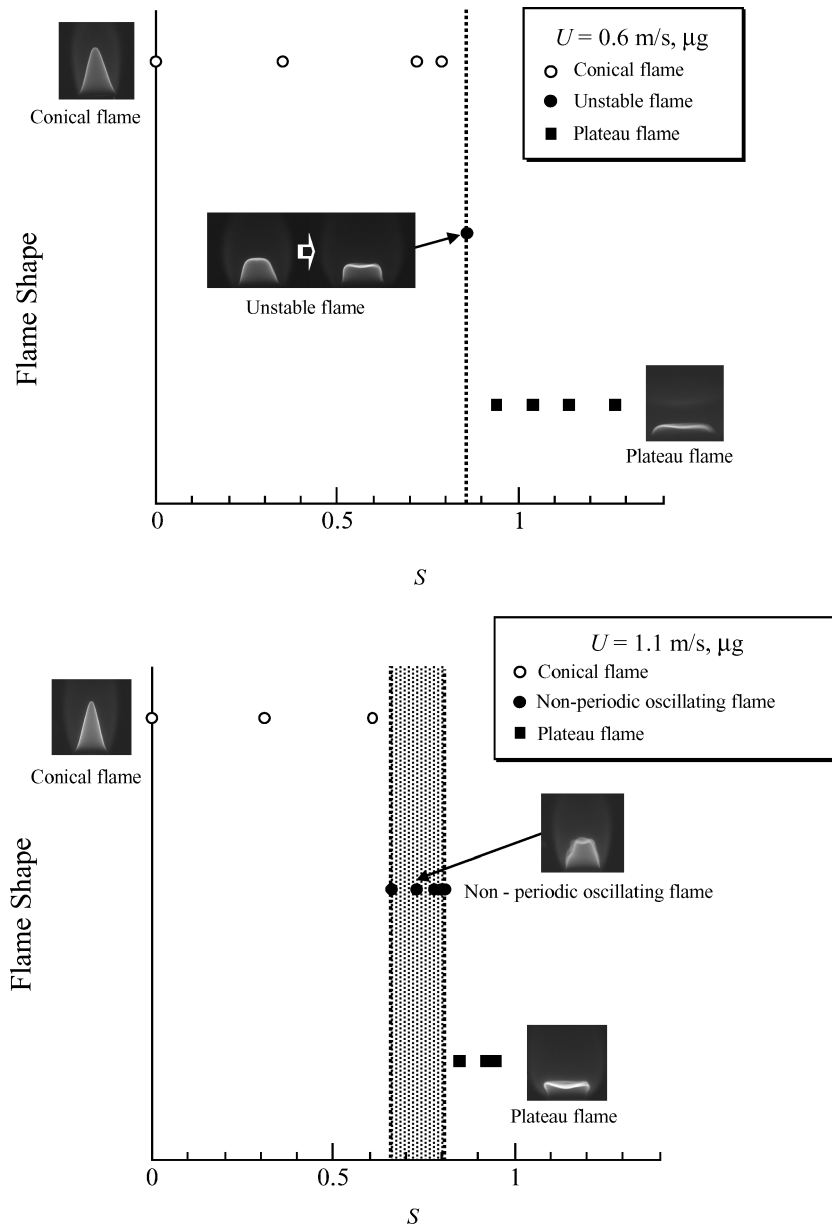 U = 0.6 m/s, μg
Conical flame
Unstable flame
Plateau flame
Conical flame
Unstable flame
Plateau flame
Flame Shape
0
0.5
1
S
U = 1.1 m/s, μg
Conical flame
Non-periodic oscillating flame
Plateau flame
Conical flame
Non - periodic oscillating flame
Plateau flame
Flame Shape
0
0.5
1
S